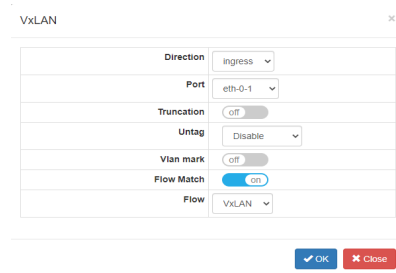 VxLAN ×
Direction ingress
Port eth-0-1
Truncation off
Untag Disable
Vlan mark off
Flow Match on
Flow VxLAN
OK Close